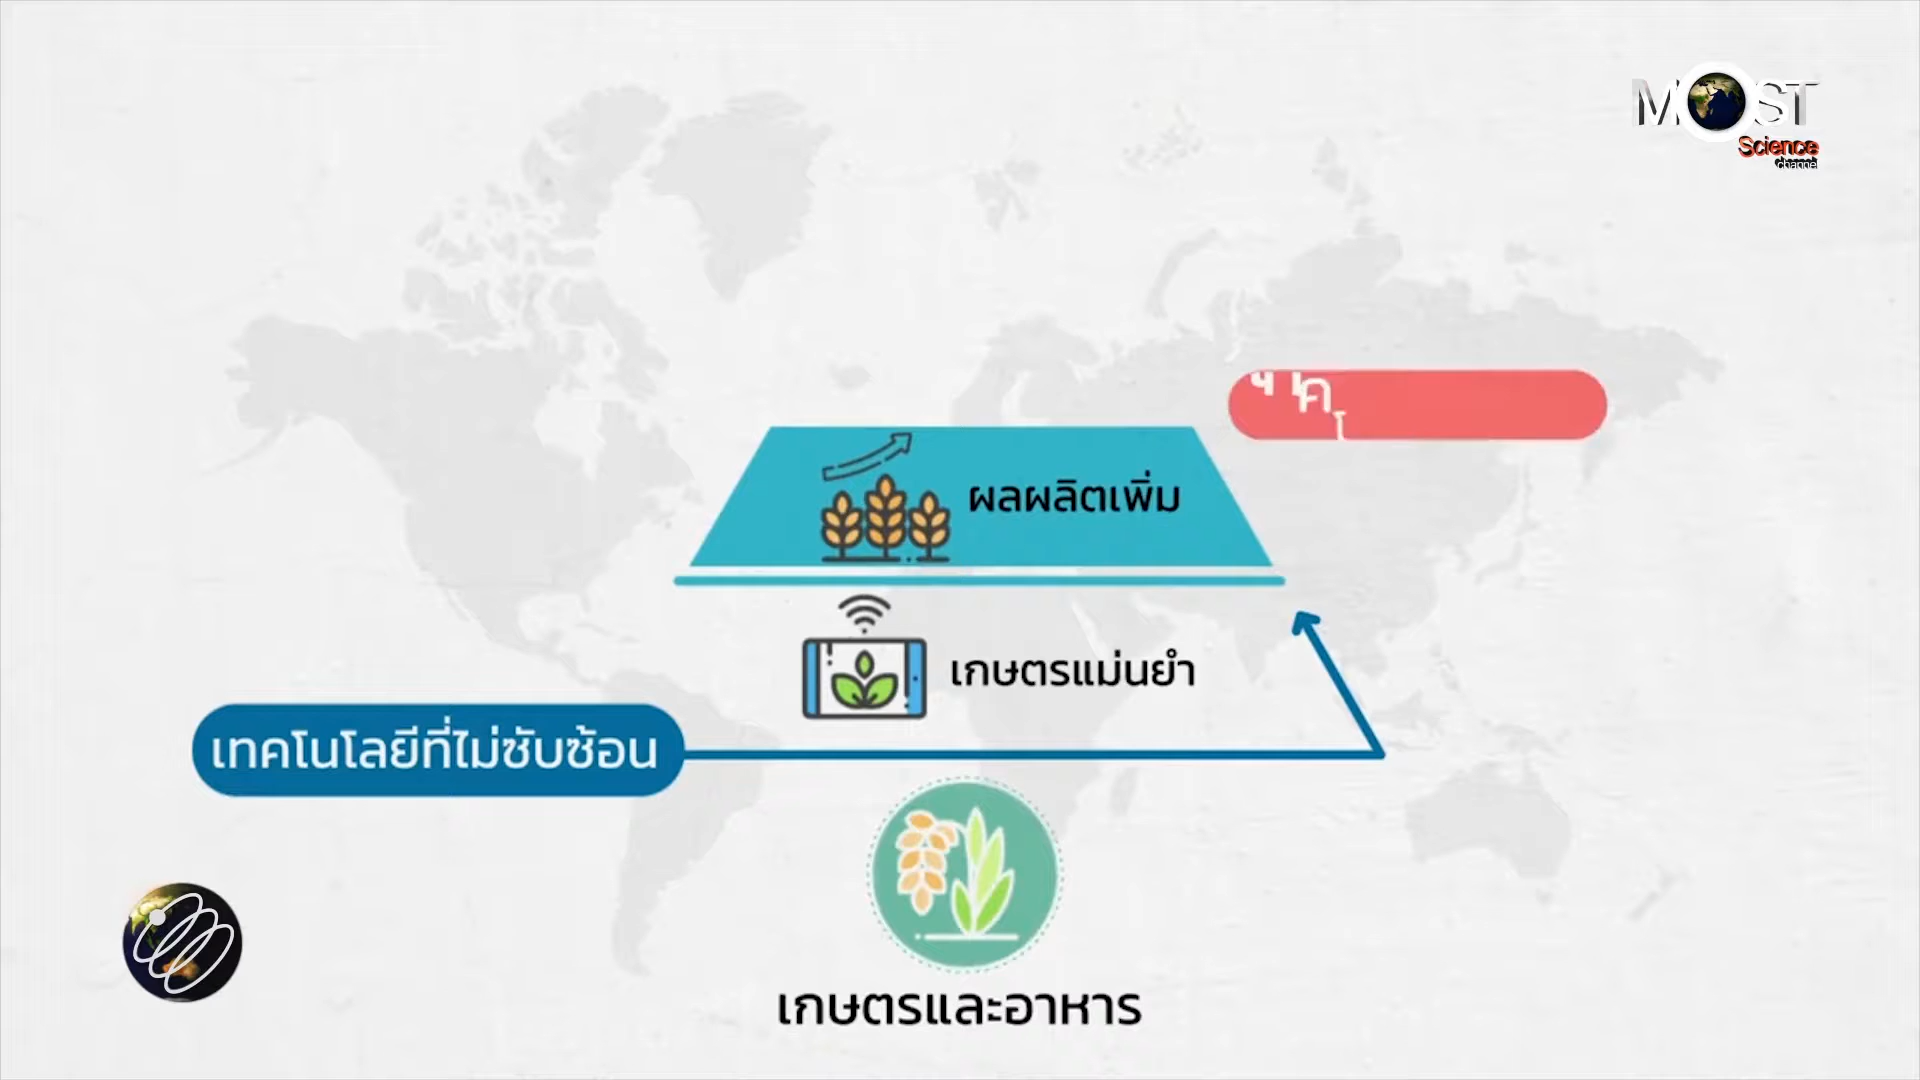 MOST
Science
channel
ผลผลิตเพิ่ม
เกษตรแม่นยำ
เทคโนโลยีที่ไม่ซับซ้อน
เกษตรและอาหาร